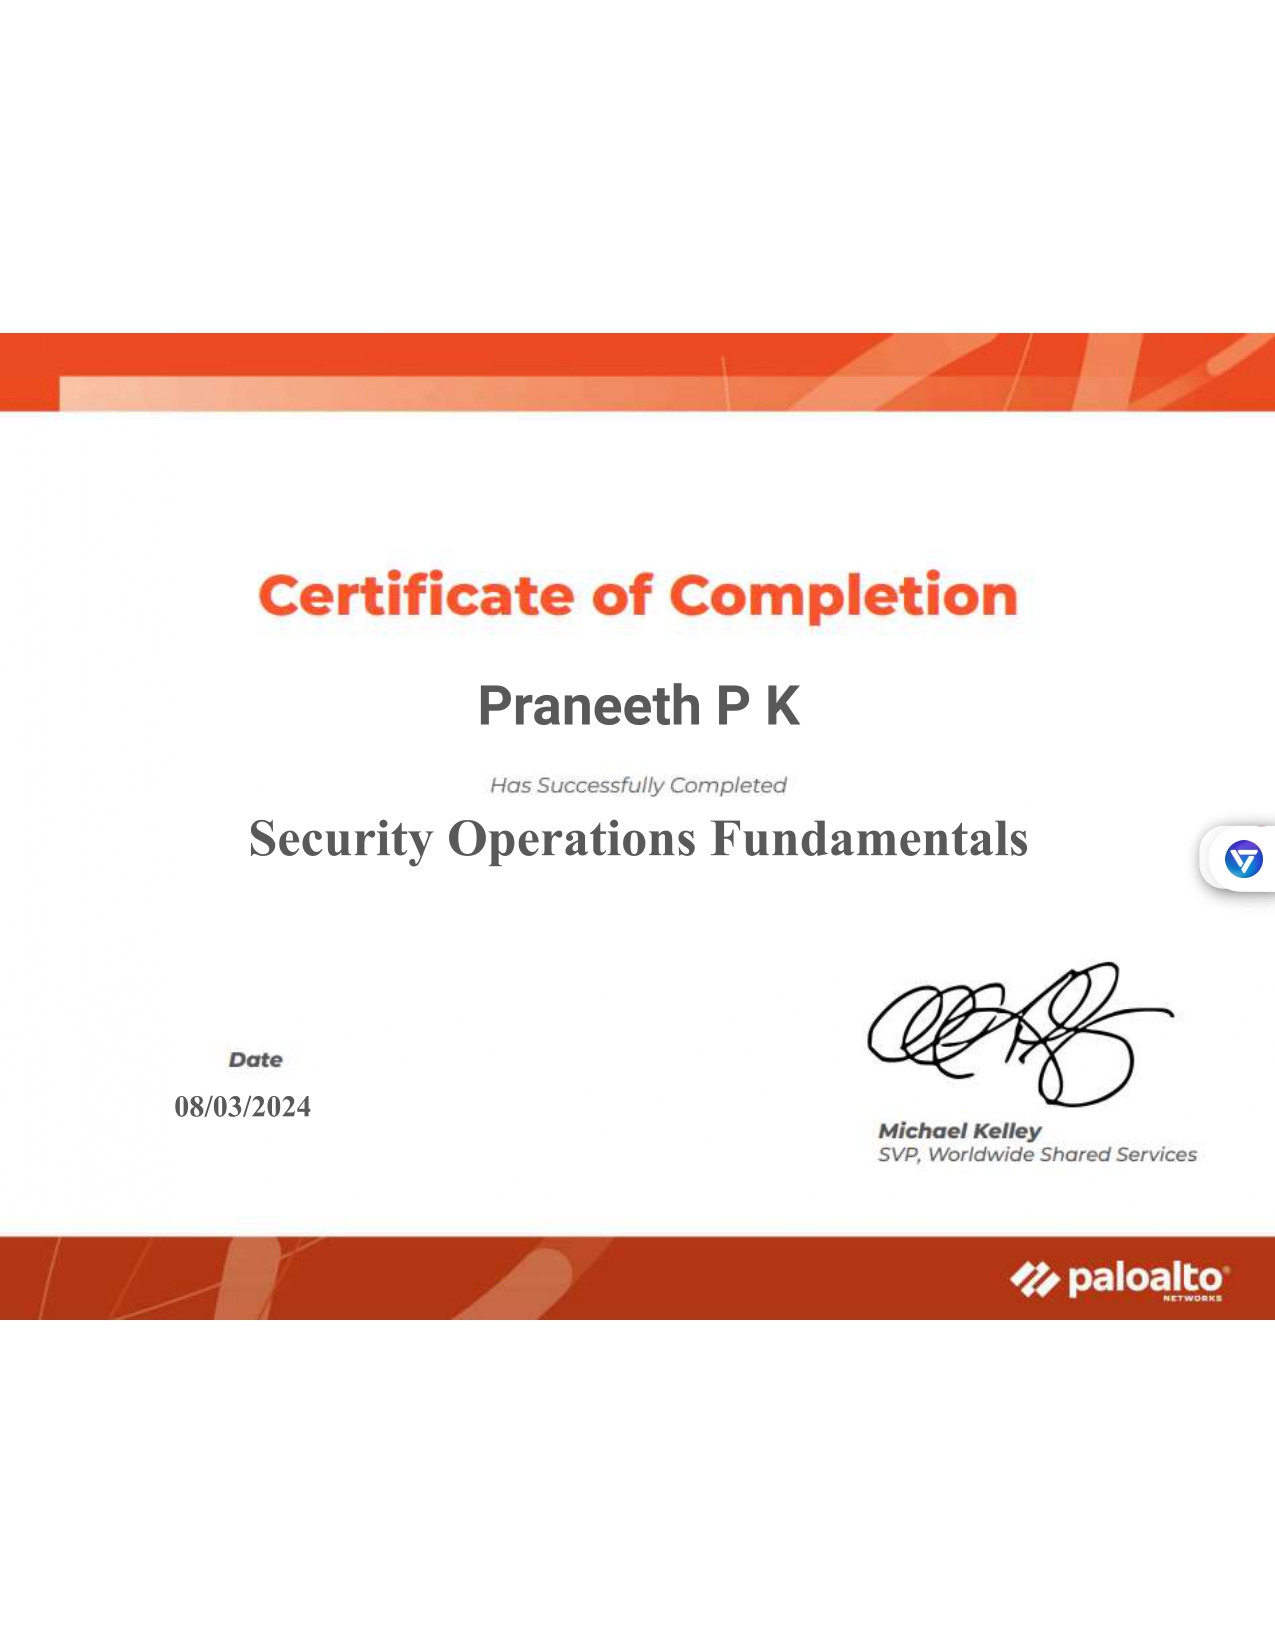 Certificate of Completion
Praneeth P K
Has Successfully Completed
Security Operations Fundamentals
Date
08/03/2024
Michael Kelley
SVP, Worldwide Shared Services
paloalto®
NETWORKS